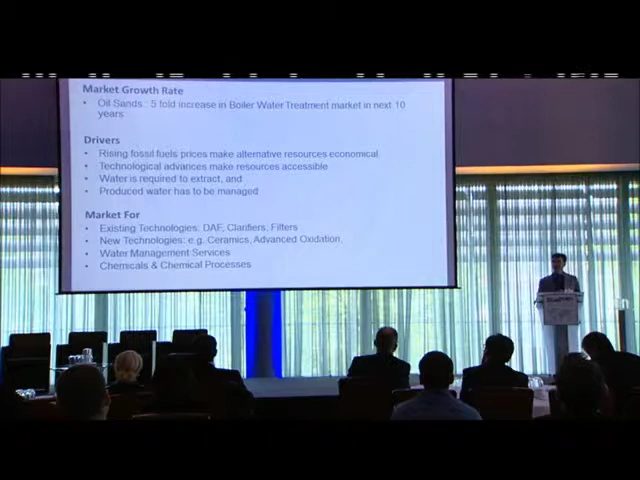 Market Growth Rate
• Oil Sands : 5 fold increase in Boiler Water Treatment market in next 10
years
Drivers
• Rising fossil fuels prices make alternative resources economical
• Technological advances make resources accessible
• Water is required to extract, and
• Produced water has to be managed
Market For
• Existing Technologies: DAF, Clarifiers, Filters
• New Technologies: e.g. Ceramics, Advanced Oxidation,
• Water Management Services
• Chemicals & Chemical Processes